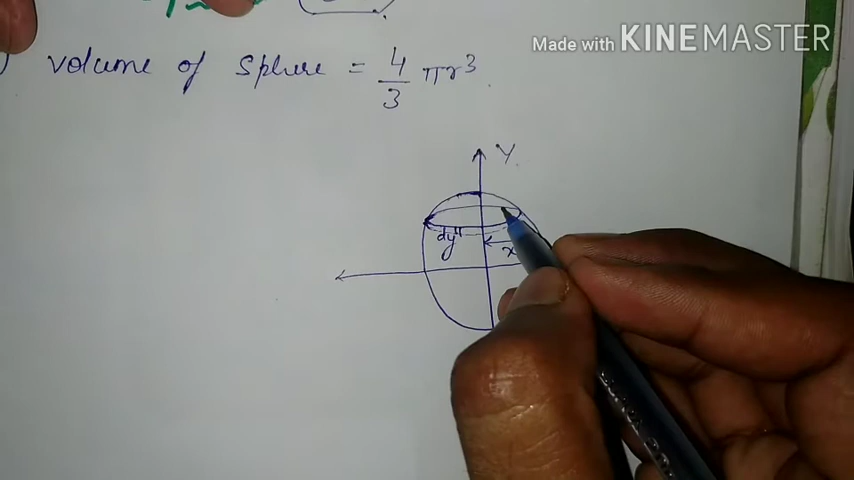 Made with KINEMASTER
volume of sphere = 4/3 πr³
Y
dy
x